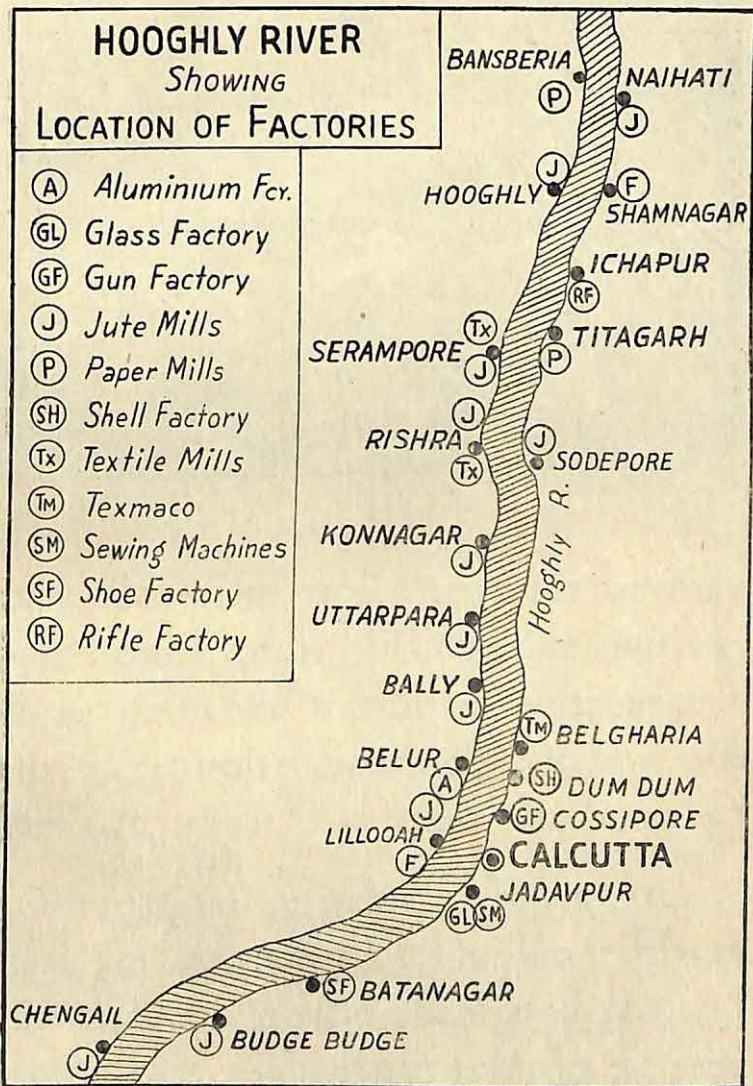 HOOGHLY RIVER
SHOWING
LOCATION OF FACTORIES
A Aluminium FCY.
GL Glass Factory
GF Gun Factory
J Jute Mills
P Paper Mills
SH Shell Factory
Tx Textile Mills
TM Texmaco
SM Sewing Machines
SF Shoe Factory
RF Rifle Factory
BANSBERIA
P
NAIHATI
J
J
HOOGHLY
F
SHAMNAGAR
ICHAPUR
RF
Tx
SERAMPORE
J
TITAGARH
P
J
RISHRA
Tx
J
SODEPORE
Hooghly R.
KONNAGAR
J
UTTARPARA
J
BALLY
J
TM BELGHARIA
BELUR
A
J
SH DUM DUM
GF COSSIPORE
LILLOOAH
F
CALCUTTA
JADAVPUR
GL SM
SF BATANAGAR
CHENGAIL
J
J BUDGE BUDGE